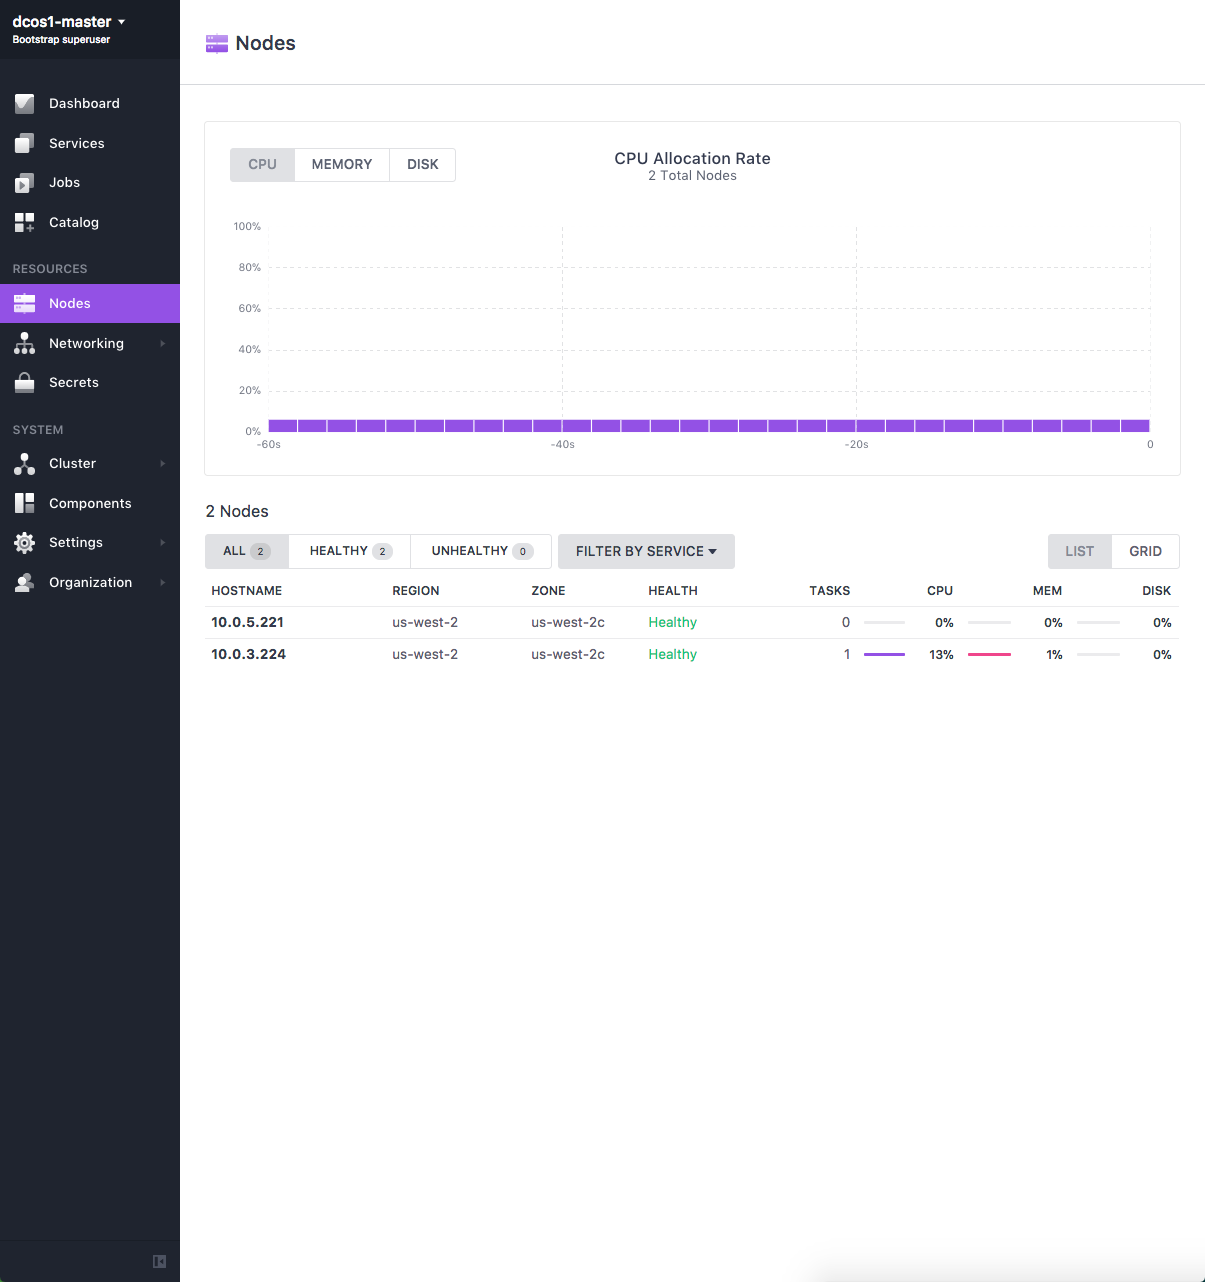 dcos1-master
Bootstrap superuser
Dashboard
Services
Jobs
Catalog
RESOURCES
Nodes
Networking
Secrets
SYSTEM
Cluster
Components
Settings
Organization
Nodes
CPU MEMORY DISK
CPU Allocation Rate
2 Total Nodes
100%
80%
60%
40%
20%
0%
-60s -40s -20s 0
2 Nodes
ALL 2 HEALTHY 2 UNHEALTHY 0 FILTER BY SERVICE LIST GRID
HOSTNAME REGION ZONE HEALTH TASKS CPU MEM DISK
10.0.5.221 us-west-2 us-west-2c Healthy 0 0% 0% 0%
10.0.3.224 us-west-2 us-west-2c Healthy 1 13% 1% 0%